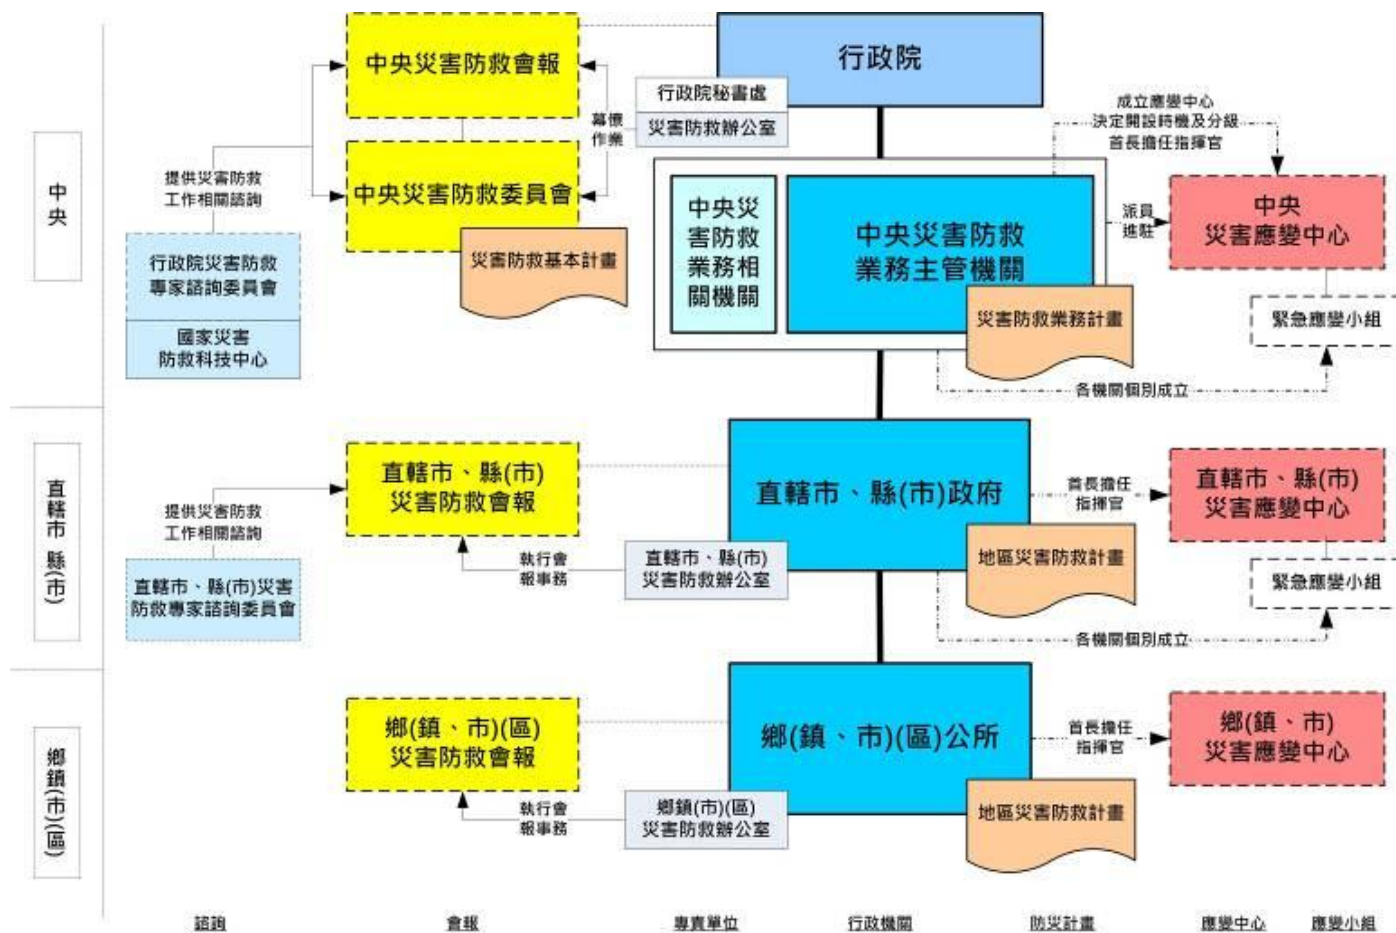 中央災害防救會報
行政院
行政院秘書處
災害防救辦公室
幕僚
作業
成立應變中心
決定開設時機及分級
首長擔任指揮官
中央
提供災害防救
工作相關諮詢
中央災害防救委員會
災害防救基本計畫
中央災
害防救
業務相
關機關
中央災害防救
業務主管機關
災害防救業務計畫
派員
進駐
中央
災害應變中心
緊急應變小組
行政院災害防救
專家諮詢委員會
國家災害
防救科技中心
各機關個別成立
直轄市 縣(市)
直轄市、縣(市)
災害防救會報
直轄市、縣(市)政府
首長擔任
指揮官
直轄市、縣(市)
災害應變中心
提供災害防救
工作相關諮詢
直轄市、縣(市)災害
防救專家諮詢委員會
執行會
報事務
直轄市、縣(市)
災害防救辦公室
地區災害防救計畫
緊急應變小組
各機關個別成立
鄉鎮(市)(區)
鄉(鎮、市)(區)
災害防救會報
鄉(鎮、市)(區)公所
首長擔任
指揮官
鄉(鎮、市)
災害應變中心
執行會
報事務
鄉鎮(市)(區)
災害防救辦公室
地區災害防救計畫
諮詢
會報
專責單位
行政機關
防災計畫
應變中心
應變小組